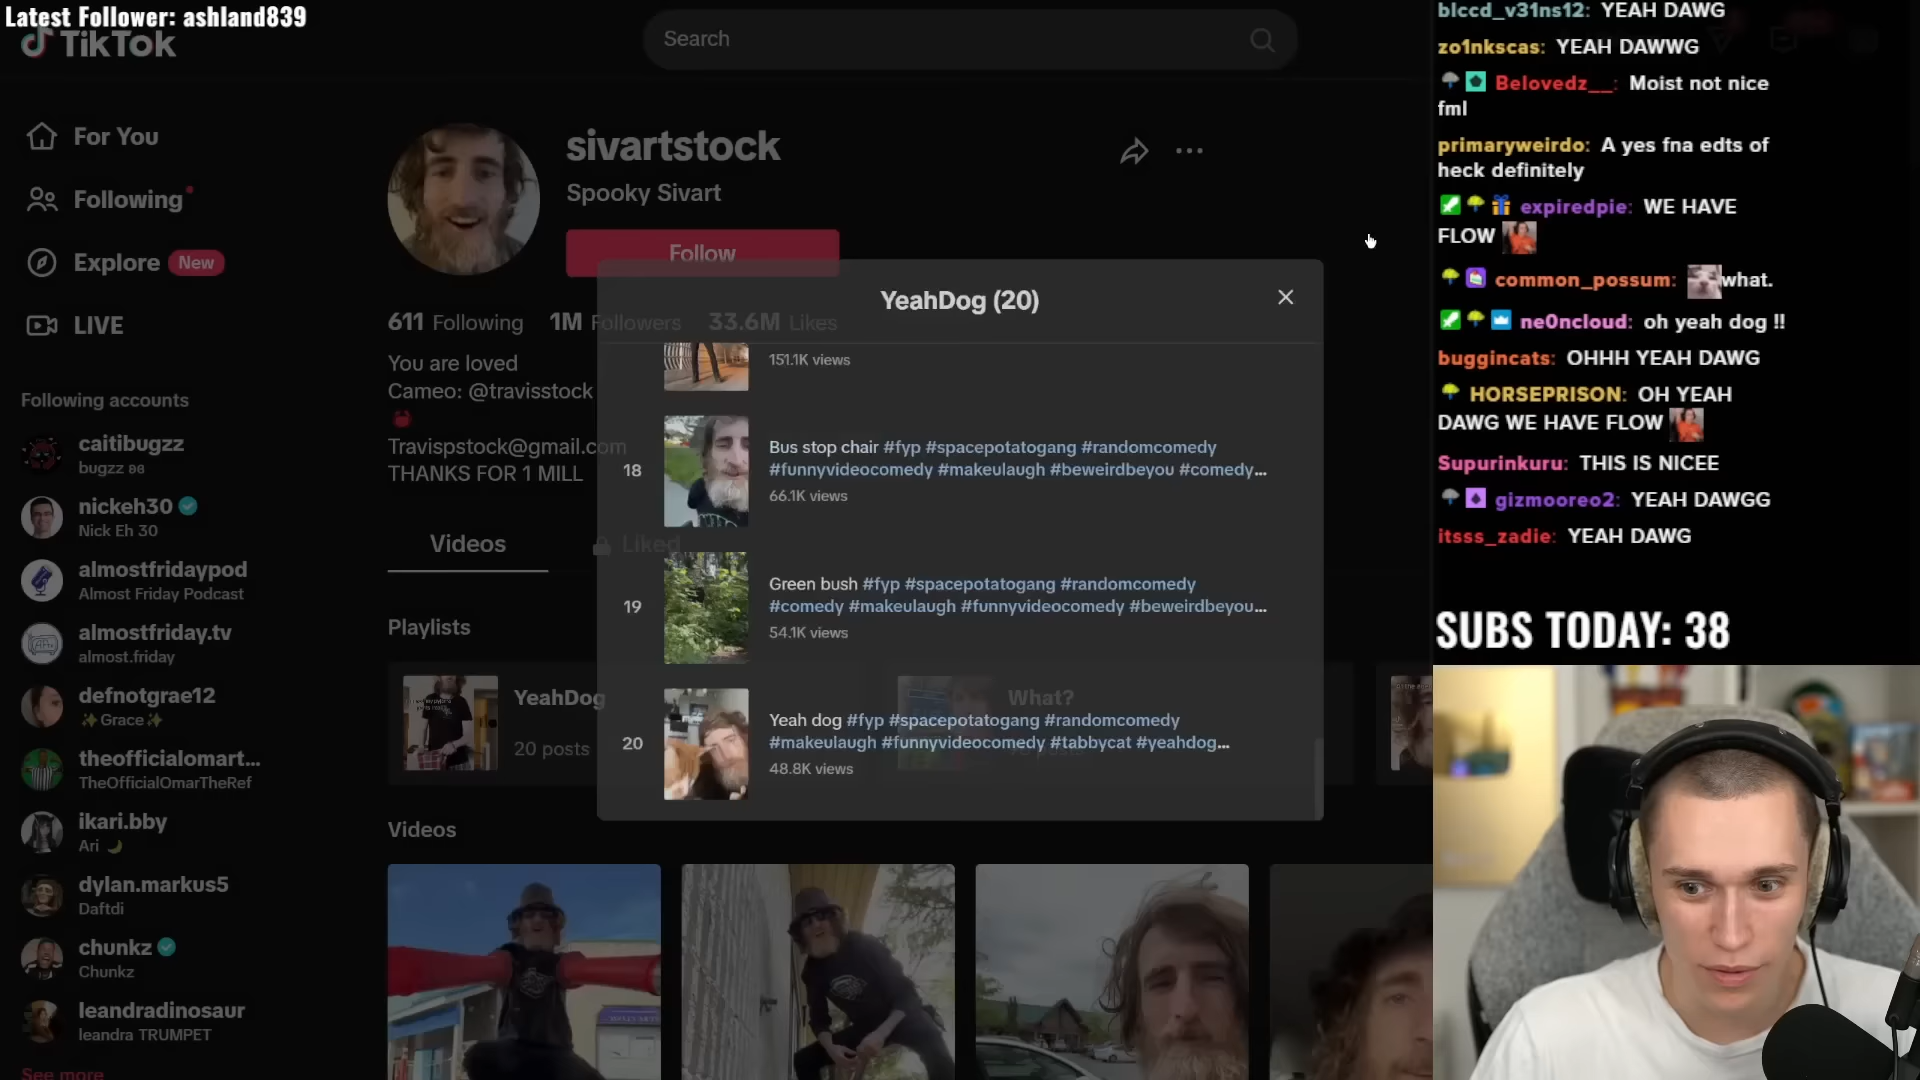 Latest Follower: ashland839
TikTok
Search
For You
Following
Explore New
LIVE
Following accounts
caitibugzz
bugzz
nickeh30
Nick Eh 30
almostfridaypod
Almost Friday Podcast
almostfriday.tv
almost.friday
defnotgrae12
✨Grace✨
theofficialomart...
TheOfficialOmarTheRef
ikari.bby
Ari 🌙
dylan.markus5
Daftdi
chunkz
Chunkz
leandradinosaur
leandra TRUMPET
See more
sivartstock
Spooky Sivart
Follow
611 Following 1M Followers 33.6M Likes
You are loved
Cameo: @travisstock
🦀
Travispstock@gmail.com
THANKS FOR 1 MILL
Videos
Liked
Playlists
YeahDog
20 posts
What?
posts
Videos
YeahDog (20)
151.1K views
18
Bus stop chair #fyp #spacepotatogang #randomcomedy
#funnyvideocomedy #makeulaugh #beweirdbeyou #comedy...
66.1K views
19
Green bush #fyp #spacepotatogang #randomcomedy
#comedy #makeulaugh #funnyvideocomedy #beweirdbeyou...
54.1K views
20
Yeah dog #fyp #spacepotatogang #randomcomedy
#makeulaugh #funnyvideocomedy #tabbycat #yeahdog...
48.8K views
blccd_v31ns12: YEAH DAWG
zo1nkscas: YEAH DAWWG
Belovedz__: Moist not nice
fml
primaryweirdo: A yes fna edts of
heck definitely
expiredpie: WE HAVE
FLOW
common_possum: what.
ne0ncloud: oh yeah dog !!
buggincats: OHHH YEAH DAWG
HORSEPRISON: OH YEAH
DAWG WE HAVE FLOW
Supurinkuru: THIS IS NICEE
gizmooreo2: YEAH DAWGG
itsss_zadie: YEAH DAWG
SUBS TODAY: 38